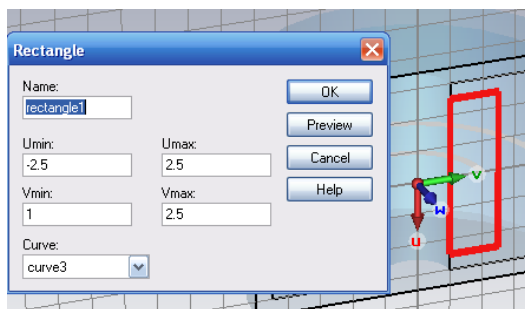 Rectangle
Name:
rectangle1
OK
Preview
Umin:
Umax:
-2.5
2.5
Cancel
Vmin:
Vmax:
Help
1
2.5
Curve:
curve3
v
w
u